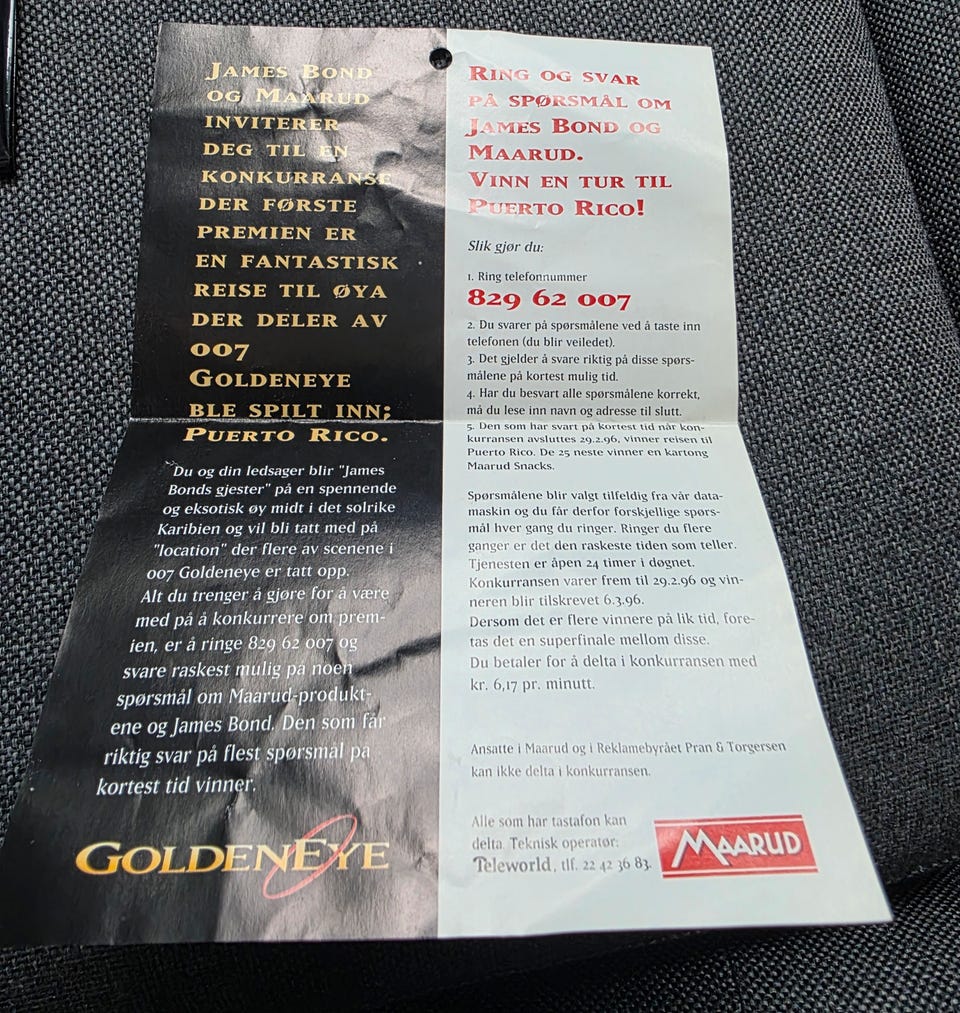 JAMES BOND
OG MAARUD
INVITERER
DEG TIL EN
KONKURRANSE
DER FØRSTE
PREMIEN ER
EN FANTASTISK
REISE TIL ØYA
DER DELER AV
007
GOLDENEYE
BLE SPILT INN;
PUERTO RICO.
Du og din ledsager blir "James
Bonds gjester" på en spennende
og eksotisk øy midt i det solrike
Karibien og vil bli tatt med på
"location" der flere av scenene i
007 Goldeneye er tatt opp.
Alt du trenger å gjøre for å være
med på å konkurrere om prem-
ien, er å ringe 829 62 007 og
svare raskest mulig på noen
spørsmål om Maarud-produkt-
ene og James Bond. Den som får
riktig svar på flest spørsmål på
kortest tid vinner.
GOLDENEYE
RING OG SVAR
PÅ SPØRSMÅL OM
JAMES BOND OG
MAARUD.
VINN EN TUR TIL
PUERTO RICO!
Slik gjør du:
1. Ring telefonnummer
829 62 007
2. Du svarer på spørsmålene ved å taste inn
telefonen (du blir veiledet).
3. Det gjelder å svare riktig på disse spørs-
målene på kortest mulig tid.
4. Har du besvart alle spørsmålene korrekt,
må du lese inn navn og adresse til slutt.
5. Den som har svart på kortest tid når kon-
kurransen avsluttes 29.2.96, vinner reisen til
Puerto Rico. De 25 neste vinner en kartong
Maarud Snacks.
Spørsmålene blir valgt tilfeldig fra vår data-
maskin og du får derfor forskjellige spørs-
mål hver gang du ringer. Ringer du flere
ganger er det den raskeste tiden som teller.
Tjenesten er åpen 24 timer i døgnet.
Konkurransen varer frem til 29.2.96 og vin-
neren blir tilskrevet 6.3.96.
Dersom det er flere vinnere på lik tid, fore-
tas det en superfinale mellom disse.
Du betaler for å delta i konkurransen med
kr. 6,17 pr. minutt.
Ansatte i Maarud og i Reklamebyrået Pran & Torgersen
kan ikke delta i konkurransen.
Alle som har tastafon kan
delta. Teknisk operatør:
Teleworld, tlf. 22 42 36 83.
MAARUD